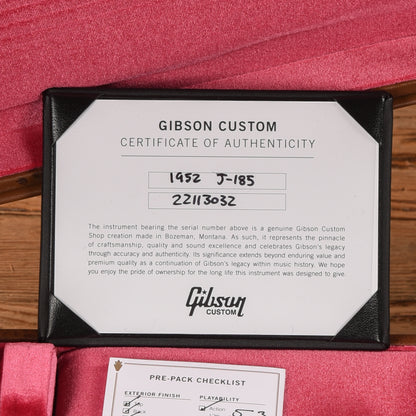 GIBSON CUSTOM
CERTIFICATE OF AUTHENTICITY
1952 J-185
22113032
The instrument bearing the serial number above is a genuine Gibson Custom
Shop creation made in Bozeman, Montana. As such, it represents the pinnacle
of craftsmanship, quality and sound excellence and celebrates Gibson's legacy
through accuracy and authenticity. Its significance extends beyond enduring value and
premium quality as a continuation of Gibson's legacy within music history. We hope
you enjoy the pride of ownership for the long life this instrument was designed to give.
Gibson
CUSTOM
PRE-PACK CHECKLIST
EXTERIOR FINISH PLAYABILITY
Top Action
Back